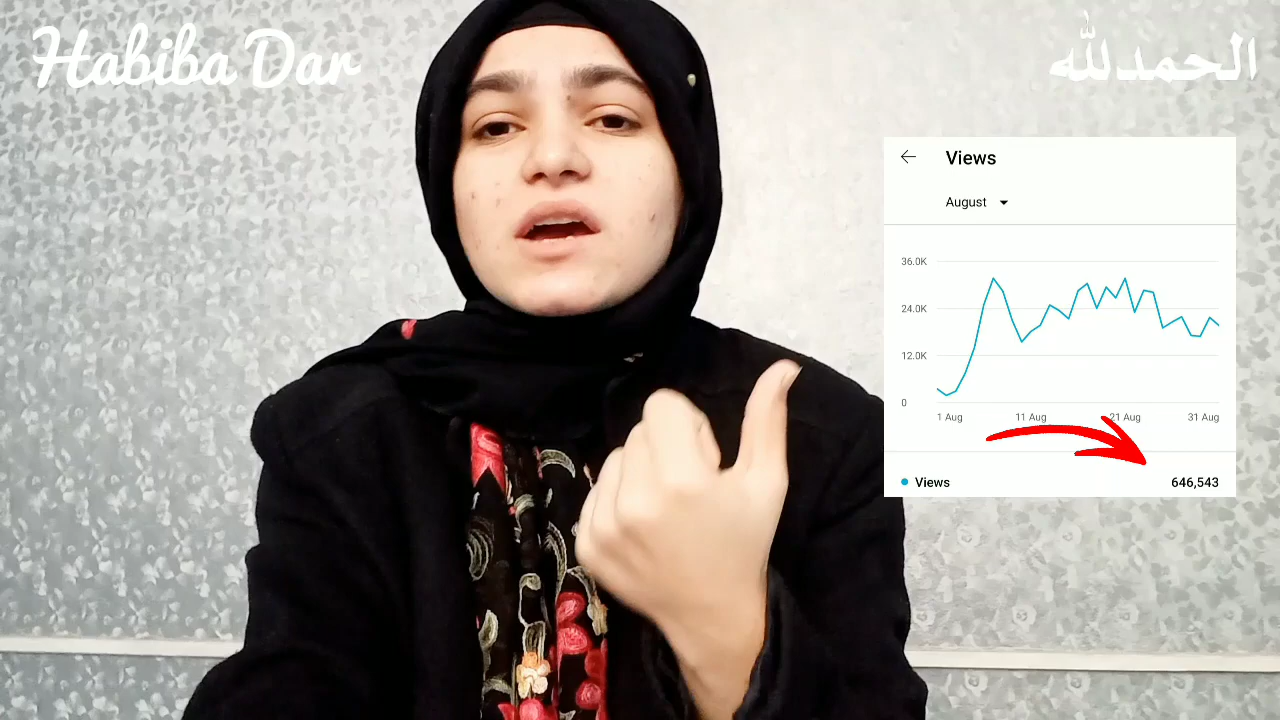 Habiba Dar
الحمدلله
Views
August
36.0K
24.0K
12.0K
0
1 Aug 11 Aug 21 Aug 31 Aug
Views 646,543